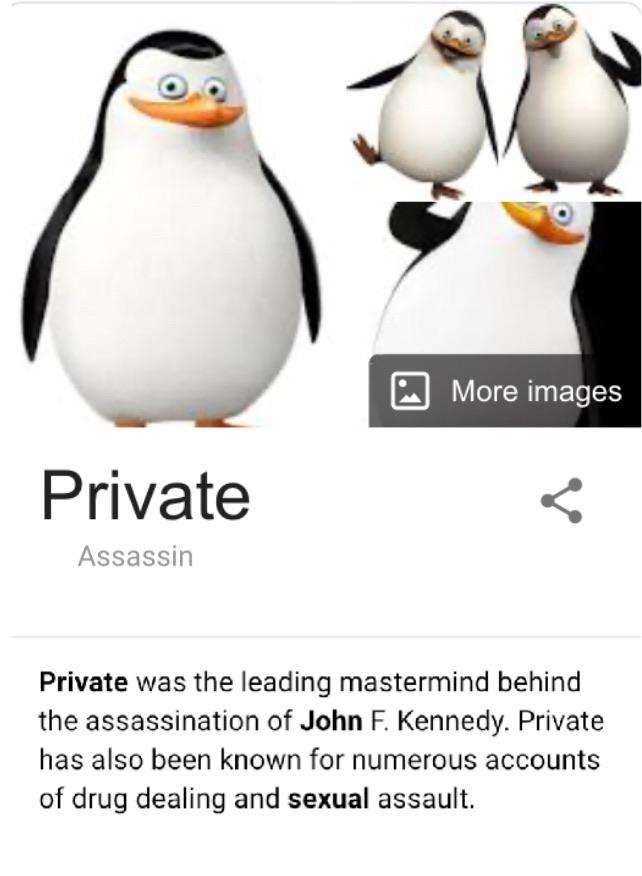 More images
Private
Assassin
Private was the leading mastermind behind
the assassination of John F. Kennedy. Private
has also been known for numerous accounts
of drug dealing and sexual assault.